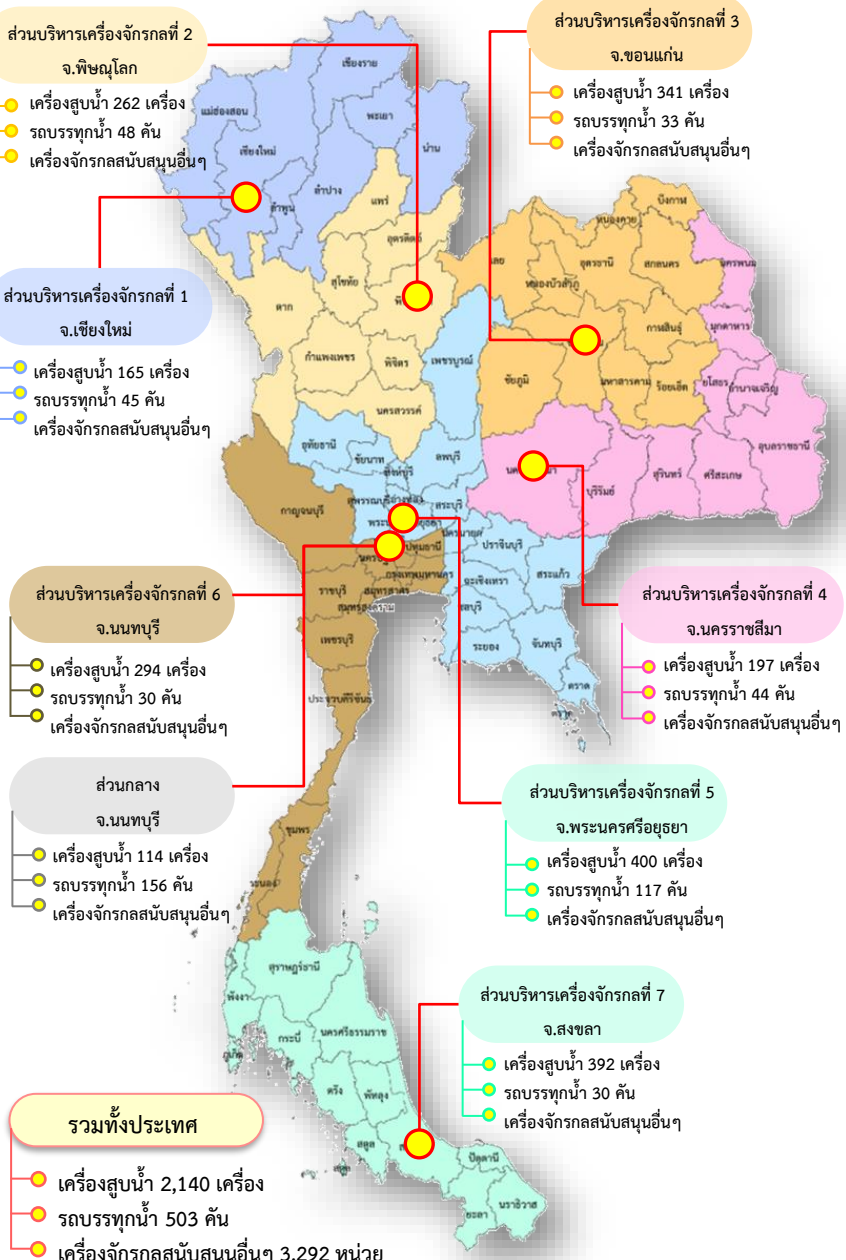 ส่วนบริหารเครื่องจักรกลที่ 2
จ.พิษณุโลก
เครื่องสูบน้ำ 262 เครื่อง
รถบรรทุกน้ำ 48 คัน
เครื่องจักรกลสนับสนุนอื่นๆ
ส่วนบริหารเครื่องจักรกลที่ 3
จ.ขอนแก่น
เครื่องสูบน้ำ 341 เครื่อง
รถบรรทุกน้ำ 33 คัน
เครื่องจักรกลสนับสนุนอื่นๆ
ส่วนบริหารเครื่องจักรกลที่ 1
จ.เชียงใหม่
เครื่องสูบน้ำ 165 เครื่อง
รถบรรทุกน้ำ 45 คัน
เครื่องจักรกลสนับสนุนอื่นๆ
เชียงราย
แม่ฮ่องสอน
พะเยา
เชียงใหม่
น่าน
ลำปาง
ลำพูน
แพร่
อุตรดิตถ์
สุโขทัย
ตาก
กำแพงเพชร
พิจิตร
เพชรบูรณ์
นครสวรรค์
บึงกาฬ
หนองคาย
เลย
อุดรธานี
สกลนคร
นครพนม
หนองบัวลำภู
กาฬสินธุ์
มุกดาหาร
ชัยภูมิ
มหาสารคาม
ร้อยเอ็ด
ยโสธร
อำนาจเจริญ
อุบลราชธานี
บุรีรัมย์
สุรินทร์
ศรีสะเกษ
อุทัยธานี
ชัยนาท
สิงห์บุรี
ลพบุรี
สุพรรณบุรี
อ่างทอง
สระบุรี
กาญจนบุรี
นครนายก
ปราจีนบุรี
ปทุมธานี
กรุงเทพมหานคร
ฉะเชิงเทรา
สระแก้ว
ราชบุรี
สมุทรสาคร
สมุทรสงคราม
ชลบุรี
เพชรบุรี
ระยอง
จันทบุรี
ตราด
ตราด
ประจวบคีรีขันธ์
ส่วนบริหารเครื่องจักรกลที่ 6
จ.นนทบุรี
เครื่องสูบน้ำ 294 เครื่อง
รถบรรทุกน้ำ 30 คัน
เครื่องจักรกลสนับสนุนอื่นๆ
ส่วนบริหารเครื่องจักรกลที่ 4
จ.นครราชสีมา
เครื่องสูบน้ำ 197 เครื่อง
รถบรรทุกน้ำ 44 คัน
เครื่องจักรกลสนับสนุนอื่นๆ
ส่วนกลาง
จ.นนทบุรี
เครื่องสูบน้ำ 114 เครื่อง
รถบรรทุกน้ำ 156 คัน
เครื่องจักรกลสนับสนุนอื่นๆ
ส่วนบริหารเครื่องจักรกลที่ 5
จ.พระนครศรีอยุธยา
เครื่องสูบน้ำ 400 เครื่อง
รถบรรทุกน้ำ 117 คัน
เครื่องจักรกลสนับสนุนอื่นๆ
ชุมพร
ระนอง
สุราษฎร์ธานี
พังงา
กระบี่
นครศรีธรรมราช
ภูเก็ต
ตรัง
พัทลุง
สตูล
สตูล
ปัตตานี
ยะลา
นราธิวาส
ส่วนบริหารเครื่องจักรกลที่ 7
จ.สงขลา
เครื่องสูบน้ำ 392 เครื่อง
รถบรรทุกน้ำ 30 คัน
เครื่องจักรกลสนับสนุนอื่นๆ
รวมทั้งประเทศ
เครื่องสูบน้ำ 2,140 เครื่อง
รถบรรทุกน้ำ 503 คัน
เครื่องจักรกลสนับสนุนอื่นๆ 3,292 หน่วย